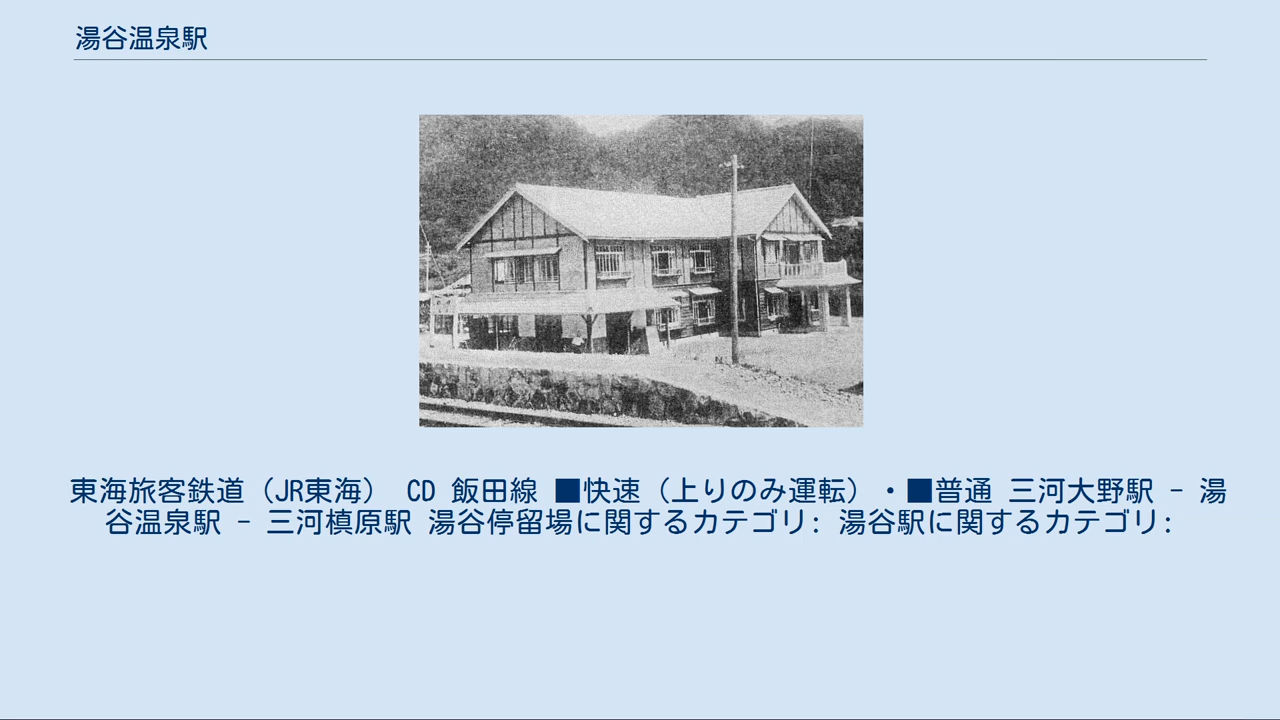 湯谷温泉駅
東海旅客鉄道（JR東海） CD 飯田線 ■快速（上りのみ運転）・■普通 三河大野駅 - 湯
谷温泉駅 - 三河槙原駅 湯谷停留場に関するカテゴリ: 湯谷駅に関するカテゴリ: